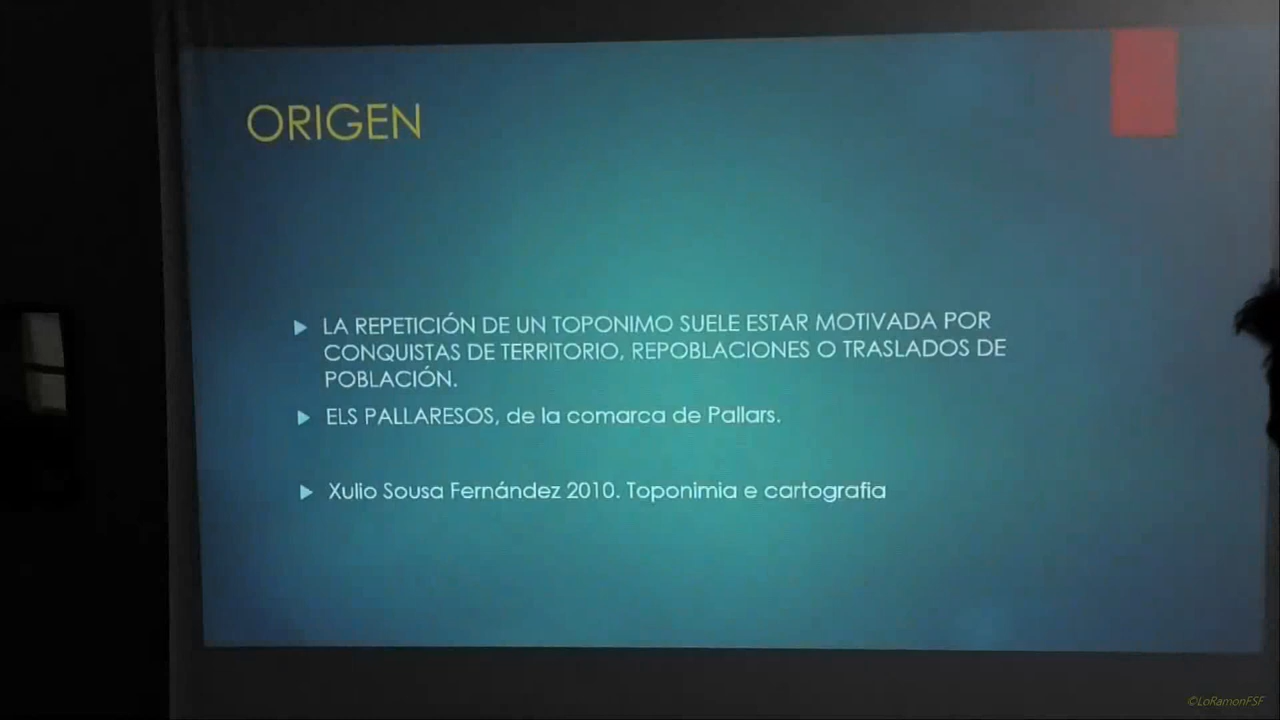 ORIGEN
LA REPETICIÓN DE UN TOPONIMO SUELE ESTAR MOTIVADA POR
CONQUISTAS DE TERRITORIO, REPOBLACIONES O TRASLADOS DE
POBLACIÓN.
ELS PALLARESOS, de la comarca de Pallars.
Xulio Sousa Fernández 2010. Toponimia e cartografia
©LoRamonFSF